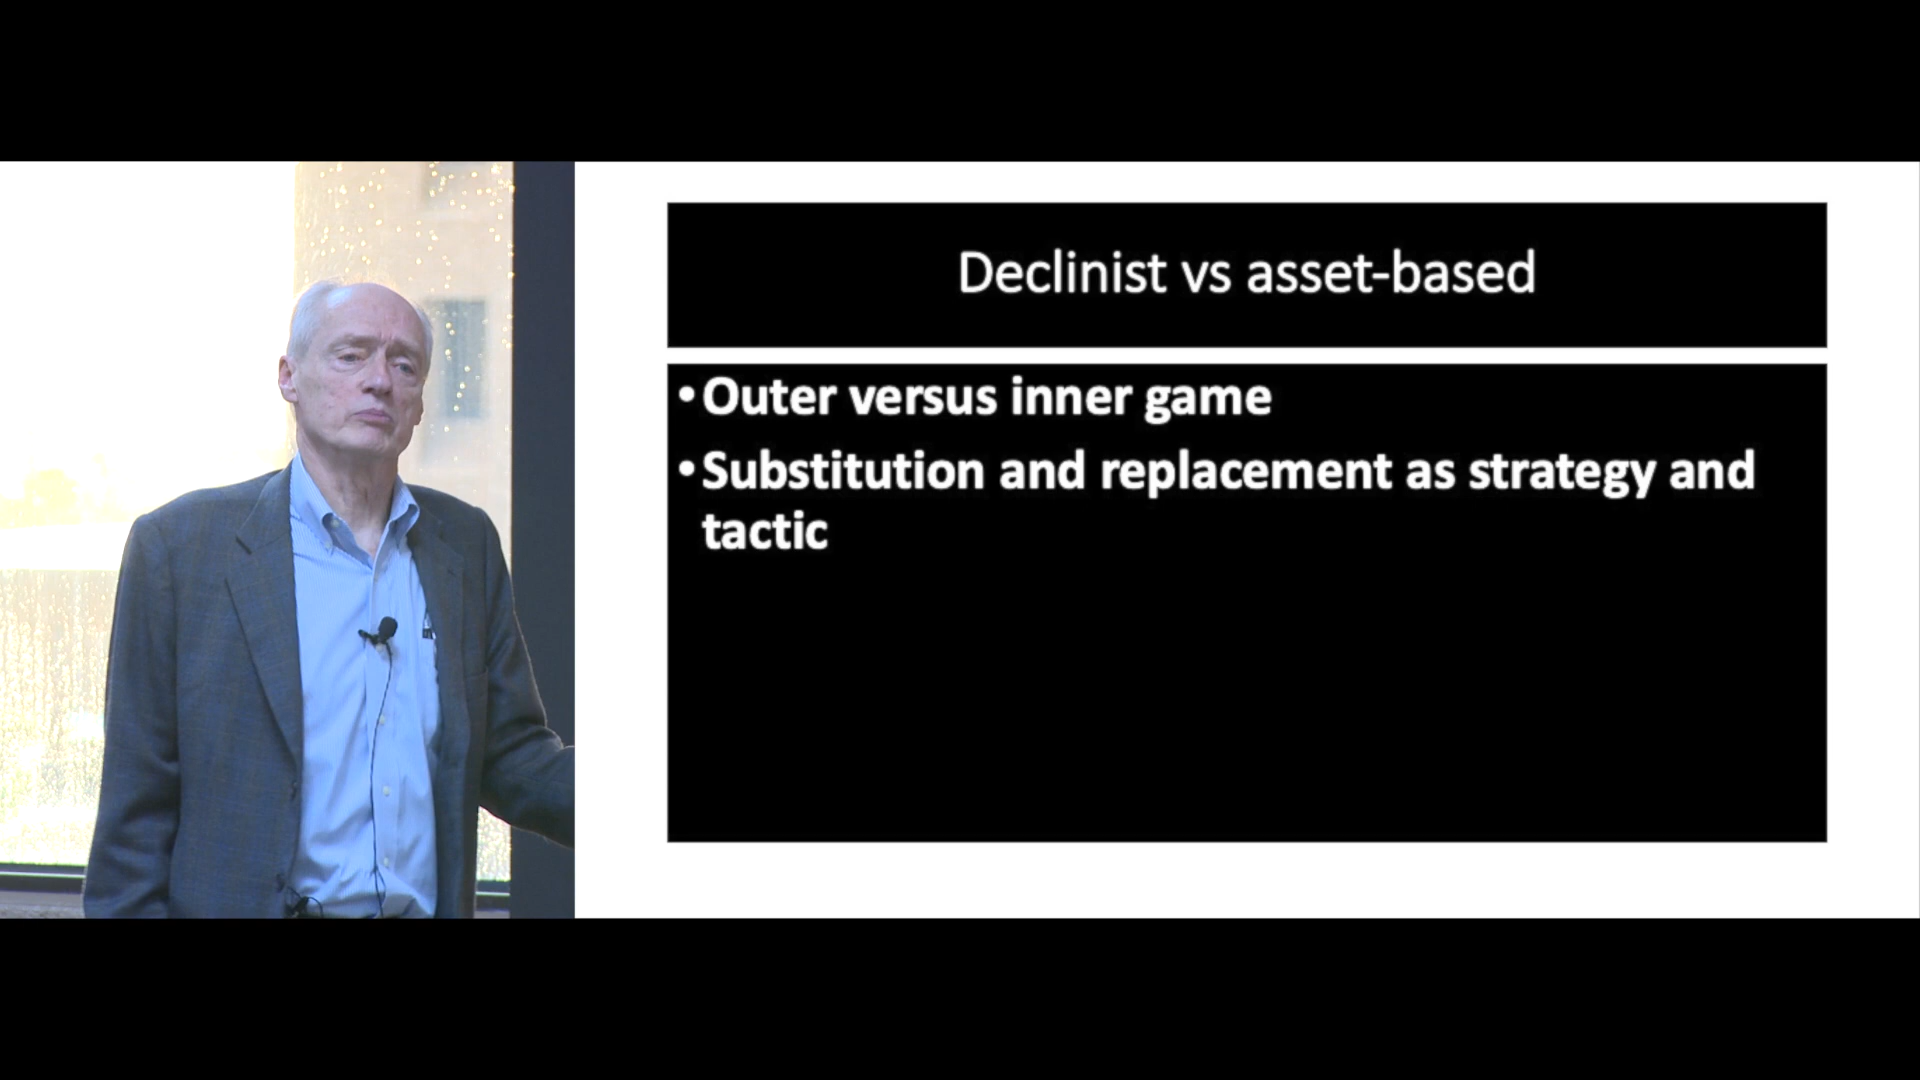 Declinist vs asset-based
•Outer versus inner game
•Substitution and replacement as strategy and
tactic